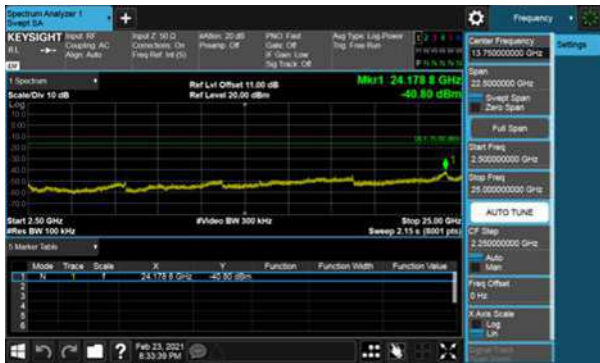 Spectrum Analyzer 1
Swept SA
+
Frequency
KEYSIGHT Input: RF
RL
Coupling: AC
Align: Auto
Input Z: 50 Ω
Corrections: On
Freq Ref: Int (S)
#Atten: 20 dB
Preamp: Off
PNO: Fast
Gate: Off
IF Gain: Low
Sig Track: Off
Avg Type: Log-Power
Trig: Free Run
Center Frequency
13.750000000 GHz
Settings
Span
22.5000000 GHz
Swept Span
Zero Span
Full Span
Start Freq
2.500000000 GHz
Stop Freq
25.000000000 GHz
AUTO TUNE
CF Step
2.250000000 GHz
Auto
Man
Freq Offset
0 Hz
X Axis Scale
Log
Lin
1 Spectrum
Scale/Div 10 dB
Ref Lvl Offset 11.00 dB
Ref Level 20.00 dBm
Mkr1 24.178 8 GHz
-40.80 dBm
Log
1
Start 2.50 GHz
#Res BW 100 kHz
#Video BW 300 kHz
Stop 25.00 GHz
Sweep 2.15 s (8001 pts)
5 Marker Table
Mode Trace Scale X Y Function Function Width Function Value
1 N 1 f 24.178 8 GHz -40.80 dBm
2
3
4
5
6
Feb 23, 2021
8:33:39 PM